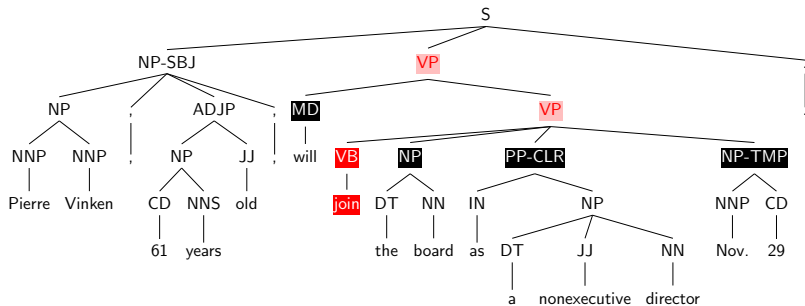 S
NP-SBJ VP .
NP , ADJP , MD VP
NNP NNP , NP JJ , will VB NP PP-CLR NP-TMP
Pierre Vinken CD NNS old join DT NN IN NP NNP CD
61 years the board as DT JJ NN Nov. 29
a nonexecutive director